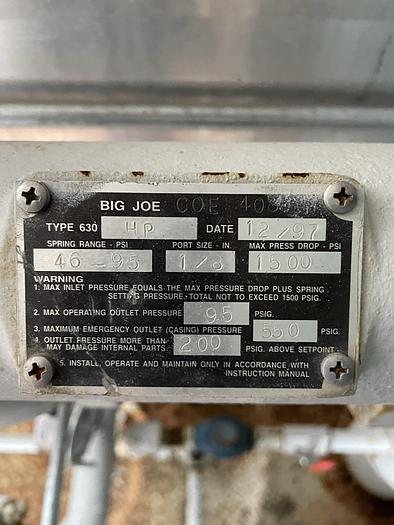 BIG JOE COE 403
TYPE 630 HP DATE 12/97
SPRING RANGE - PSI PORT SIZE - IN. MAX PRESS DROP - PSI
46-95 1/8 1500
WARNING
1. MAX INLET PRESSURE EQUALS THE MAX PRESSURE DROP PLUS SPRING
SETTING PRESSURE. TOTAL NOT TO EXCEED 1500 PSIG.
2. MAX OPERATING OUTLET PRESSURE 95 PSIG.
3. MAXIMUM EMERGENCY OUTLET (CASING) PRESSURE 550 PSIG.
4. OUTLET PRESSURE MORE THAN 200 PSIG. ABOVE SETPOINT
MAY DAMAGE INTERNAL PARTS.
5. INSTALL, OPERATE AND MAINTAIN ONLY IN ACCORDANCE WITH
INSTRUCTION MANUAL